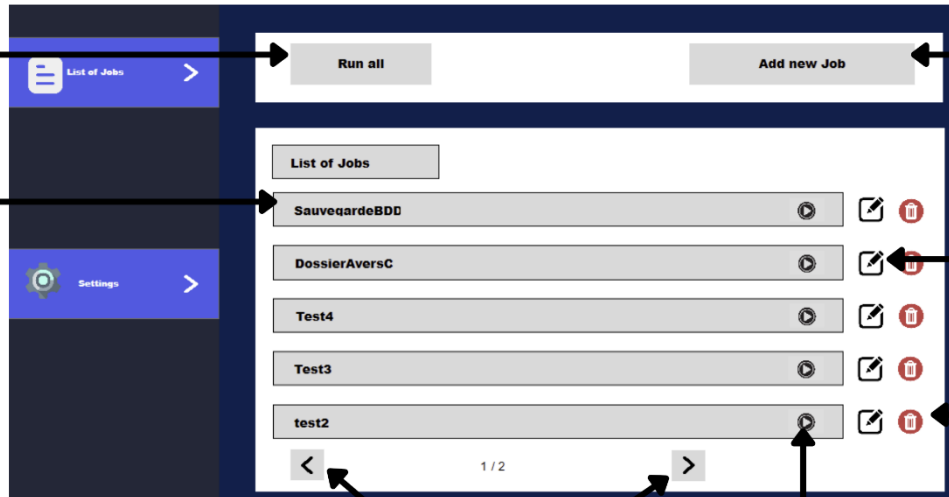 Run all
Add new Job
List of Jobs
List of Jobs
SauvegardeBDD
Settings
DossierAversC
Test4
Test3
test2
1 / 2